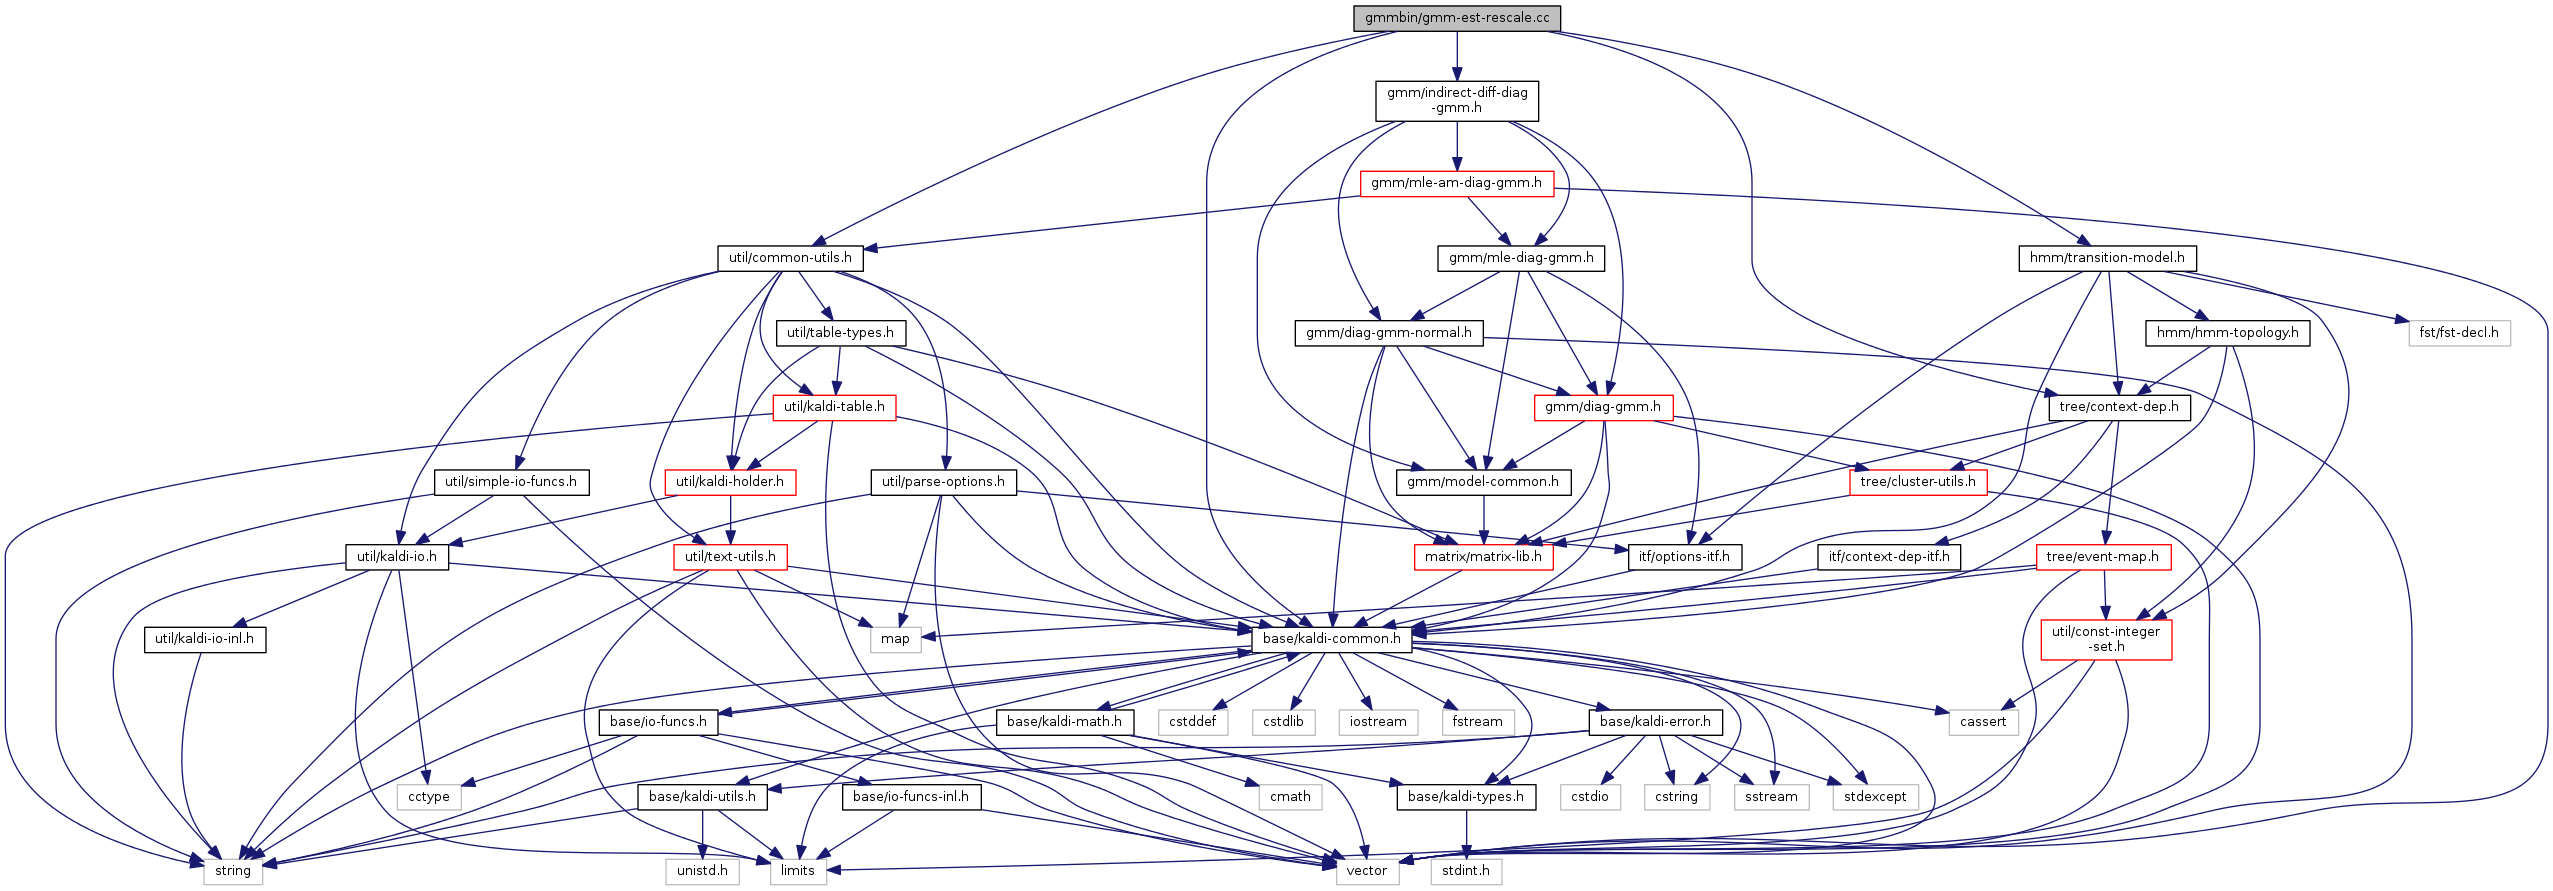 gmmbin/gmm-est-rescale.cc
gmm/indirect-diff-diag
-gmm.h
gmm/mle-am-diag-gmm.h
util/common-utils.h
gmm/mle-diag-gmm.h
hmm/transition-model.h
util/table-types.h
gmm/diag-gmm-normal.h
hmm/hmm-topology.h
fst/fst-decl.h
util/kaldi-table.h
gmm/diag-gmm.h
tree/context-dep.h
util/simple-io-funcs.h
util/kaldi-holder.h
util/parse-options.h
gmm/model-common.h
tree/cluster-utils.h
util/kaldi-io.h
util/text-utils.h
matrix/matrix-lib.h
itf/options-itf.h
itf/context-dep-itf.h
tree/event-map.h
util/kaldi-io-inl.h
map
base/kaldi-common.h
util/const-integer
-set.h
base/io-funcs.h
base/kaldi-math.h
cstddef
cstdlib
iostream
fstream
base/kaldi-error.h
cassert
cctype
base/kaldi-utils.h
base/io-funcs-inl.h
cmath
base/kaldi-types.h
cstdio
cstring
sstream
stdexcept
string
unistd.h
limits
vector
stdint.h